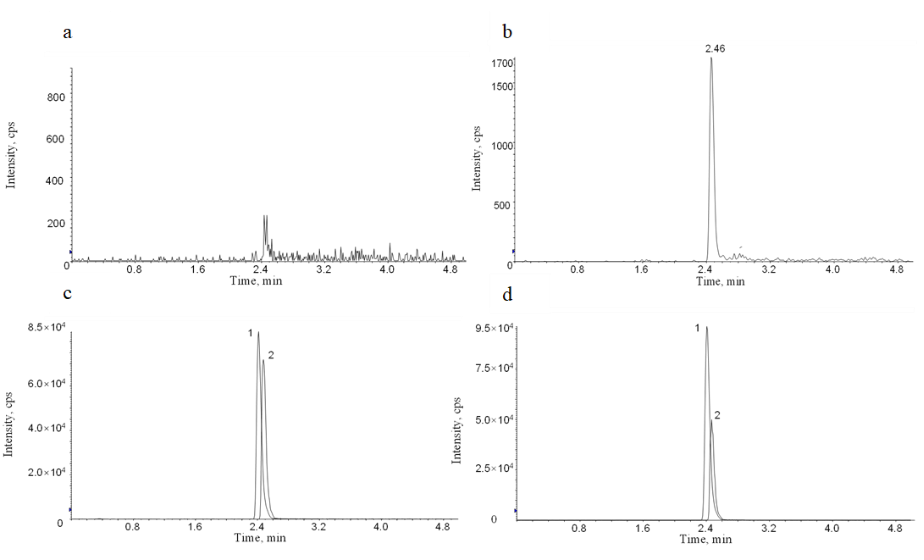 a
Intensity, cps
800
600
400
200
0
0.8 1.6 2.4 3.2 4.0 4.8
Time, min
b
2.46
Intensity, cps
1700
1500
1000
500
0
0.8 1.6 2.4 3.2 4.0 4.8
Time, min
c
1
2
Intensity, cps
8.5×10⁴
6.0×10⁴
4.0×10⁴
2.0×10⁴
0
0.8 1.6 2.4 3.2 4.0 4.8
Time, min
d
1
2
Intensity, cps
9.5×10⁴
7.5×10⁴
5.0×10⁴
2.5×10⁴
0
0.8 1.6 2.4 3.2 4.0 4.8
Time, min